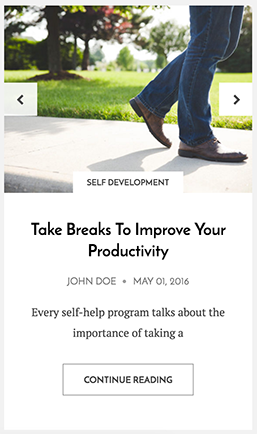 SELF DEVELOPMENT
Take Breaks To Improve Your
Productivity
JOHN DOE • MAY 01, 2016
Every self-help program talks about the
importance of taking a
CONTINUE READING